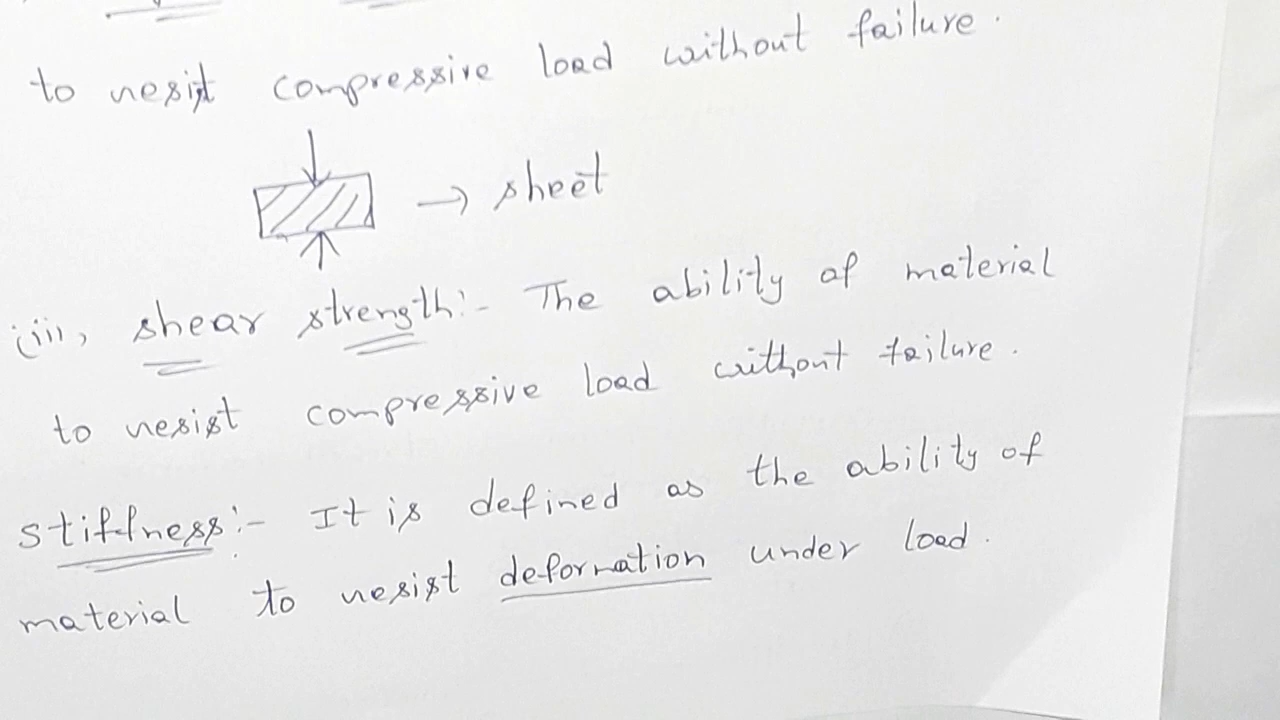 to resist compressive load without failure.
→ sheet
(iii) shear strength:- The ability of material
to resist compressive load without failure.
stiffness:- It is defined as the ability of
material to resist deformation under load.